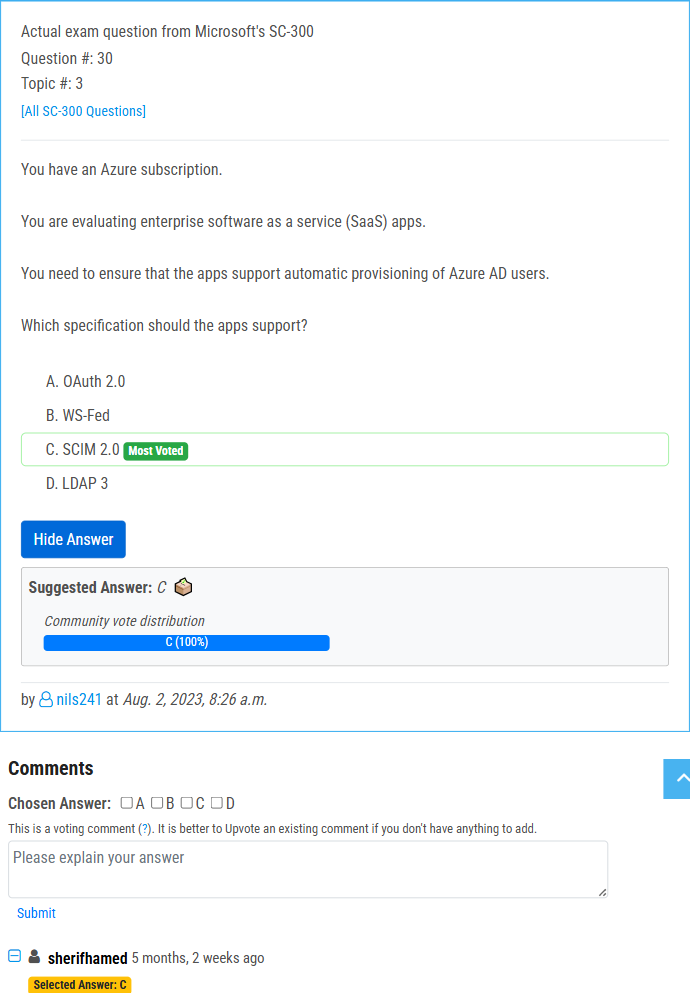 Actual exam question from Microsoft's SC-300
Question #: 30
Topic #: 3
[All SC-300 Questions]
You have an Azure subscription.
You are evaluating enterprise software as a service (SaaS) apps.
You need to ensure that the apps support automatic provisioning of Azure AD users.
Which specification should the apps support?
A. OAuth 2.0
B. WS-Fed
C. SCIM 2.0 Most Voted
D. LDAP 3
Hide Answer
Suggested Answer: C
Community vote distribution
C (100%)
by nils241 at Aug. 2, 2023, 8:26 a.m.
Comments
Chosen Answer: A B C D
This is a voting comment (?). It is better to Upvote an existing comment if you don't have anything to add.
Please explain your answer
Submit
sherifhamed 5 months, 2 weeks ago
Selected Answer: C